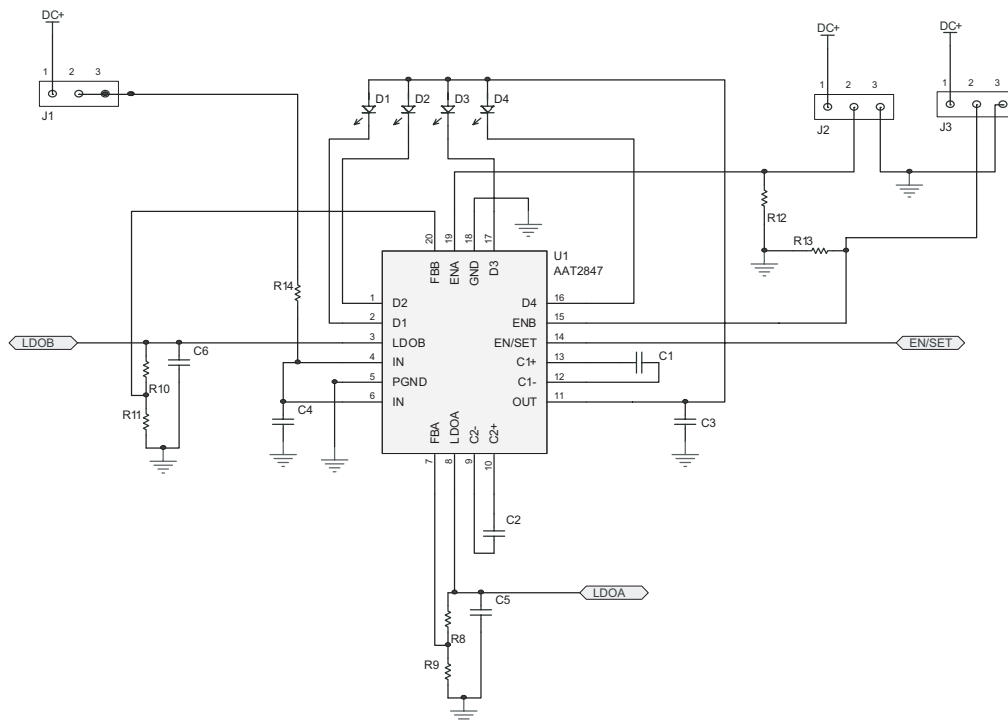 DC+
DC+
DC+
1 2 3
J1
1 2 3
J2
1 2 3
J3
D1 D2 D3 D4
R12
R13
R14
20 19 18 17
FBB ENA GND D3
U1
AAT2847
1 D2
2 D1
3 LDOB
4 IN
5 PGND
6 IN
D4 16
ENB 15
EN/SET 14
C1+ 13
C1- 12
OUT 11
FBA LDOA C2- C2+
7 8 9 10
LDOB
C6
R10
R11
C4
EN/SET
C1
C3
C2
C5
LDOA
R8
R9